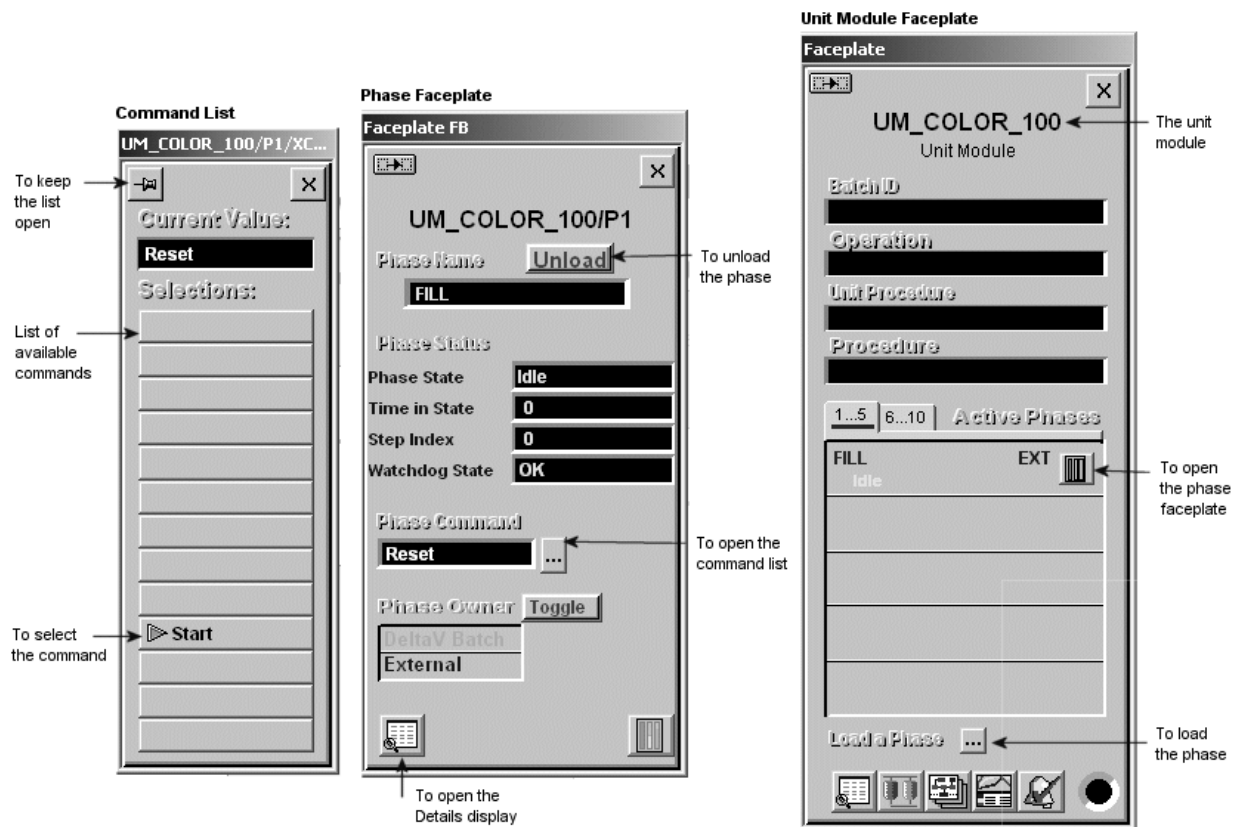 Command List
UM_COLOR_100/P1/XC...
To keep
the list
open
Current Value:
Reset
Selections:
List of
available
commands
To select
the command
Start
Phase Faceplate
Faceplate FB
UM_COLOR_100/P1
Phase Name
Unload
To unload
the phase
FILL
Phase Status
Phase State
Idle
Time in State
0
Step Index
0
Watchdog State
OK
Phase Command
Reset
...
To open the
command list
Phase Owner
Toggle
DeltaV Batch
External
To open the
Details display
Unit Module Faceplate
Faceplate
UM_COLOR_100
Unit Module
The unit
module
Batch ID
Operation
Unit Procedure
Procedure
1...5
6...10
Active Phases
FILL
EXT
Idle
To open
the phase
faceplate
Load a Phase
...
To load
the phase